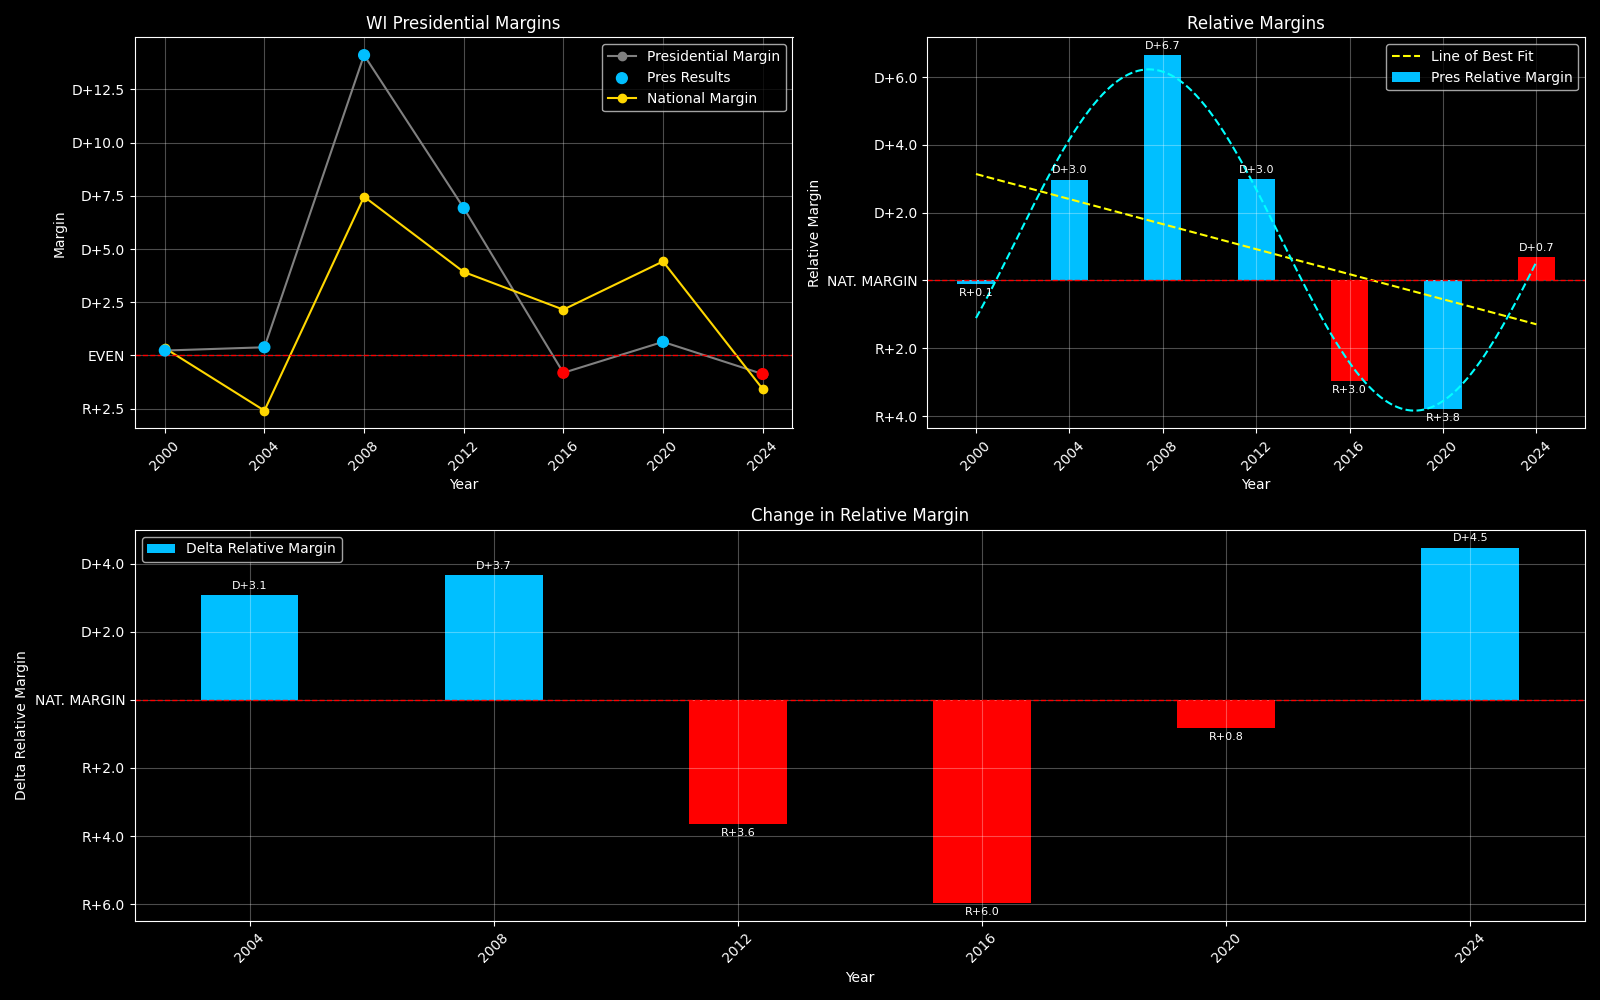 WI Presidential Margins
Margin
D+12.5
D+10.0
D+7.5
D+5.0
D+2.5
EVEN
R+2.5
Presidential Margin
Pres Results
National Margin
2000
2004
2008
2012
2016
2020
2024
Year
Relative Margins
Relative Margin
D+6.0
D+4.0
D+2.0
NAT. MARGIN
R+2.0
R+4.0
Line of Best Fit
Pres Relative Margin
R+0.1
D+3.0
D+6.7
D+3.0
R+3.0
R+3.8
D+0.7
2000
2004
2008
2012
2016
2020
2024
Year
Change in Relative Margin
Delta Relative Margin
D+4.0
D+2.0
NAT. MARGIN
R+2.0
R+4.0
R+6.0
Delta Relative Margin
D+3.1
D+3.7
R+3.6
R+6.0
R+0.8
D+4.5
2004
2008
2012
2016
2020
2024
Year